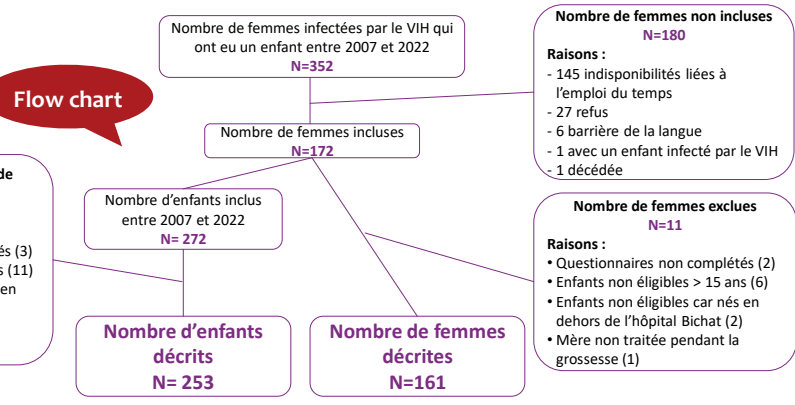 Nombre de femmes infectées par le VIH qui
ont eu un enfant entre 2007 et 2022
N=352
Nombre de femmes non incluses
N=180
Raisons :
- 145 indisponibilités liées à
l'emploi du temps
- 27 refus
- 6 barrière de la langue
- 1 avec un enfant infecté par le VIH
- 1 décédée
Flow chart
Nombre de femmes incluses
N=172
de
és (3)
s (11)
en
Nombre d'enfants inclus
entre 2007 et 2022
N= 272
Nombre de femmes exclues
N=11
Raisons :
• Questionnaires non complétés (2)
• Enfants non éligibles > 15 ans (6)
• Enfants non éligibles car nés en
dehors de l'hôpital Bichat (2)
• Mère non traitée pendant la
grossesse (1)
Nombre d'enfants
décrits
N= 253
Nombre de femmes
décrites
N=161